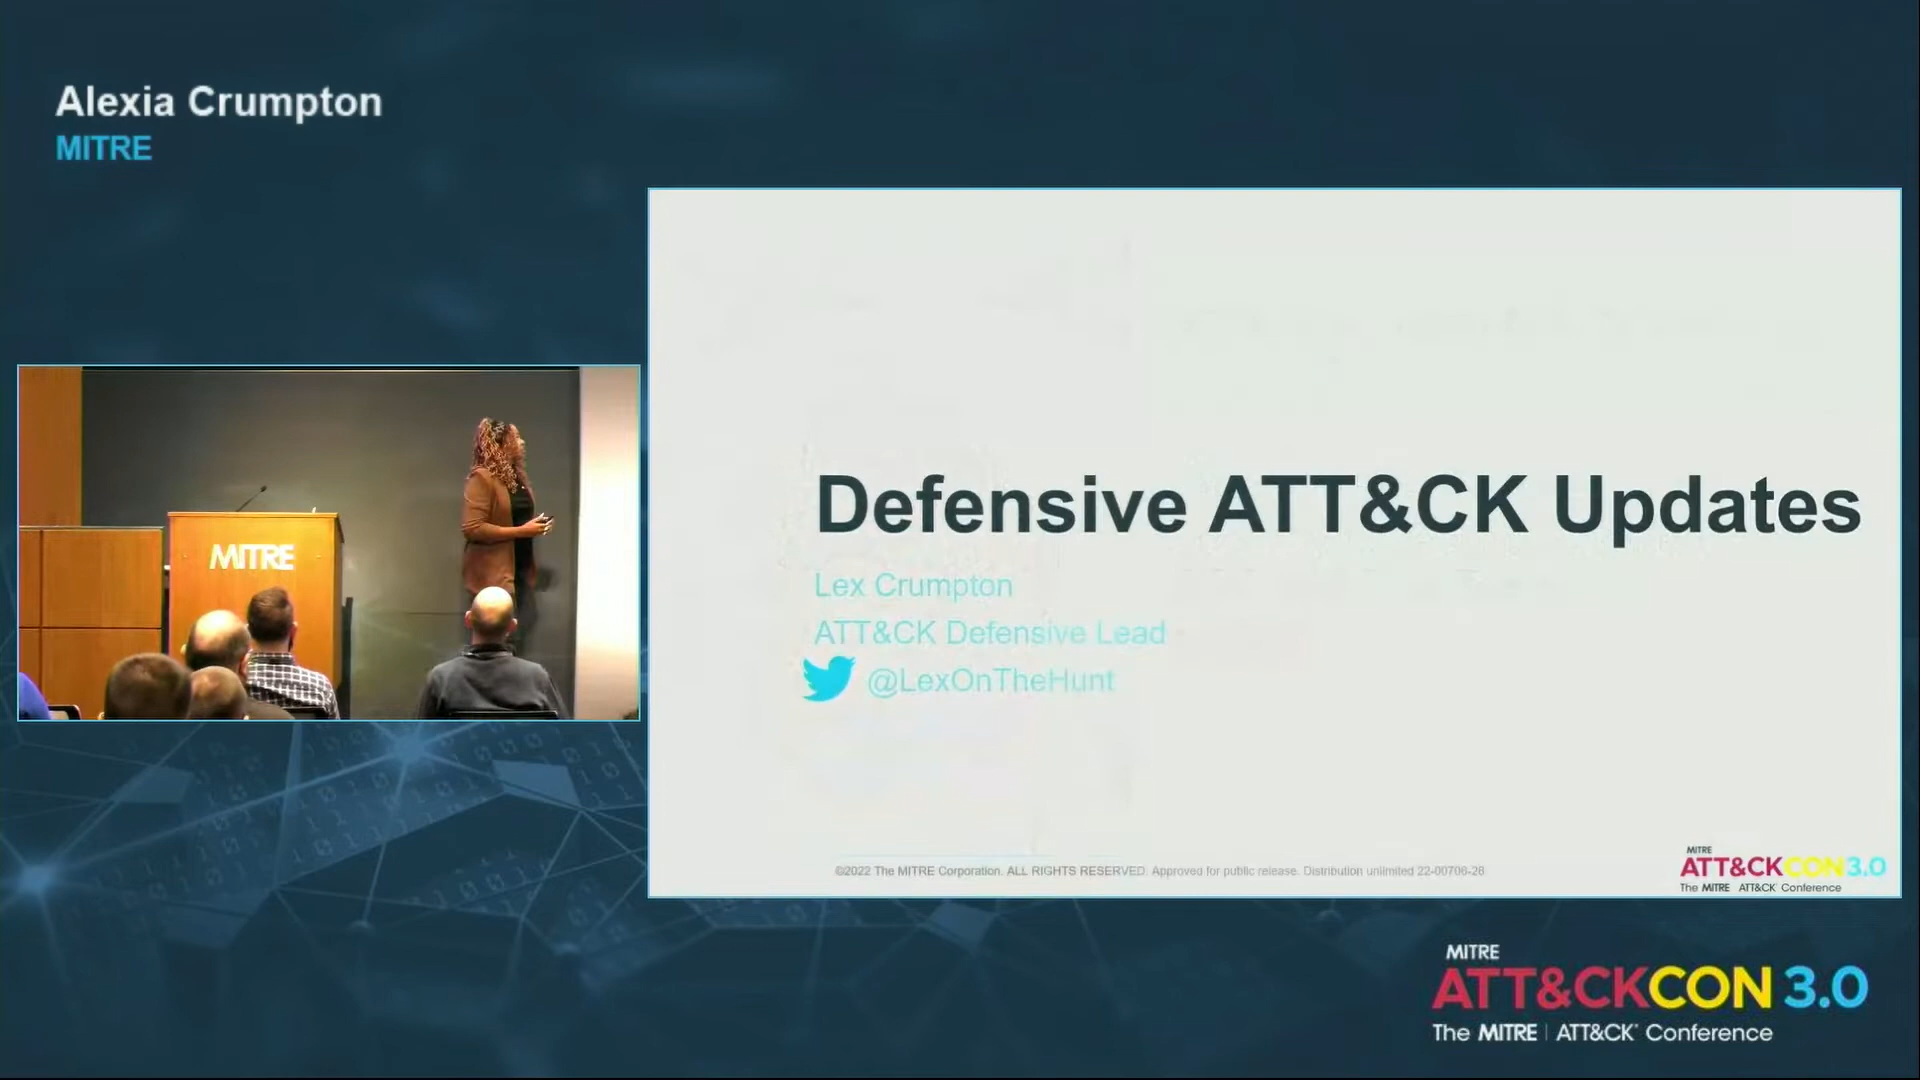 Alexia Crumpton
MITRE
MITRE
Defensive ATT&CK Updates
Lex Crumpton
ATT&CK Defensive Lead
@LexOnTheHunt
©2022 The MITRE Corporation. ALL RIGHTS RESERVED. Approved for public release. Distribution unlimited 22-00706-26
MITRE
ATT&CKCON 3.0
The MITRE ATT&CK Conference
MITRE
ATT&CKCON 3.0
The MITRE | ATT&CK® Conference